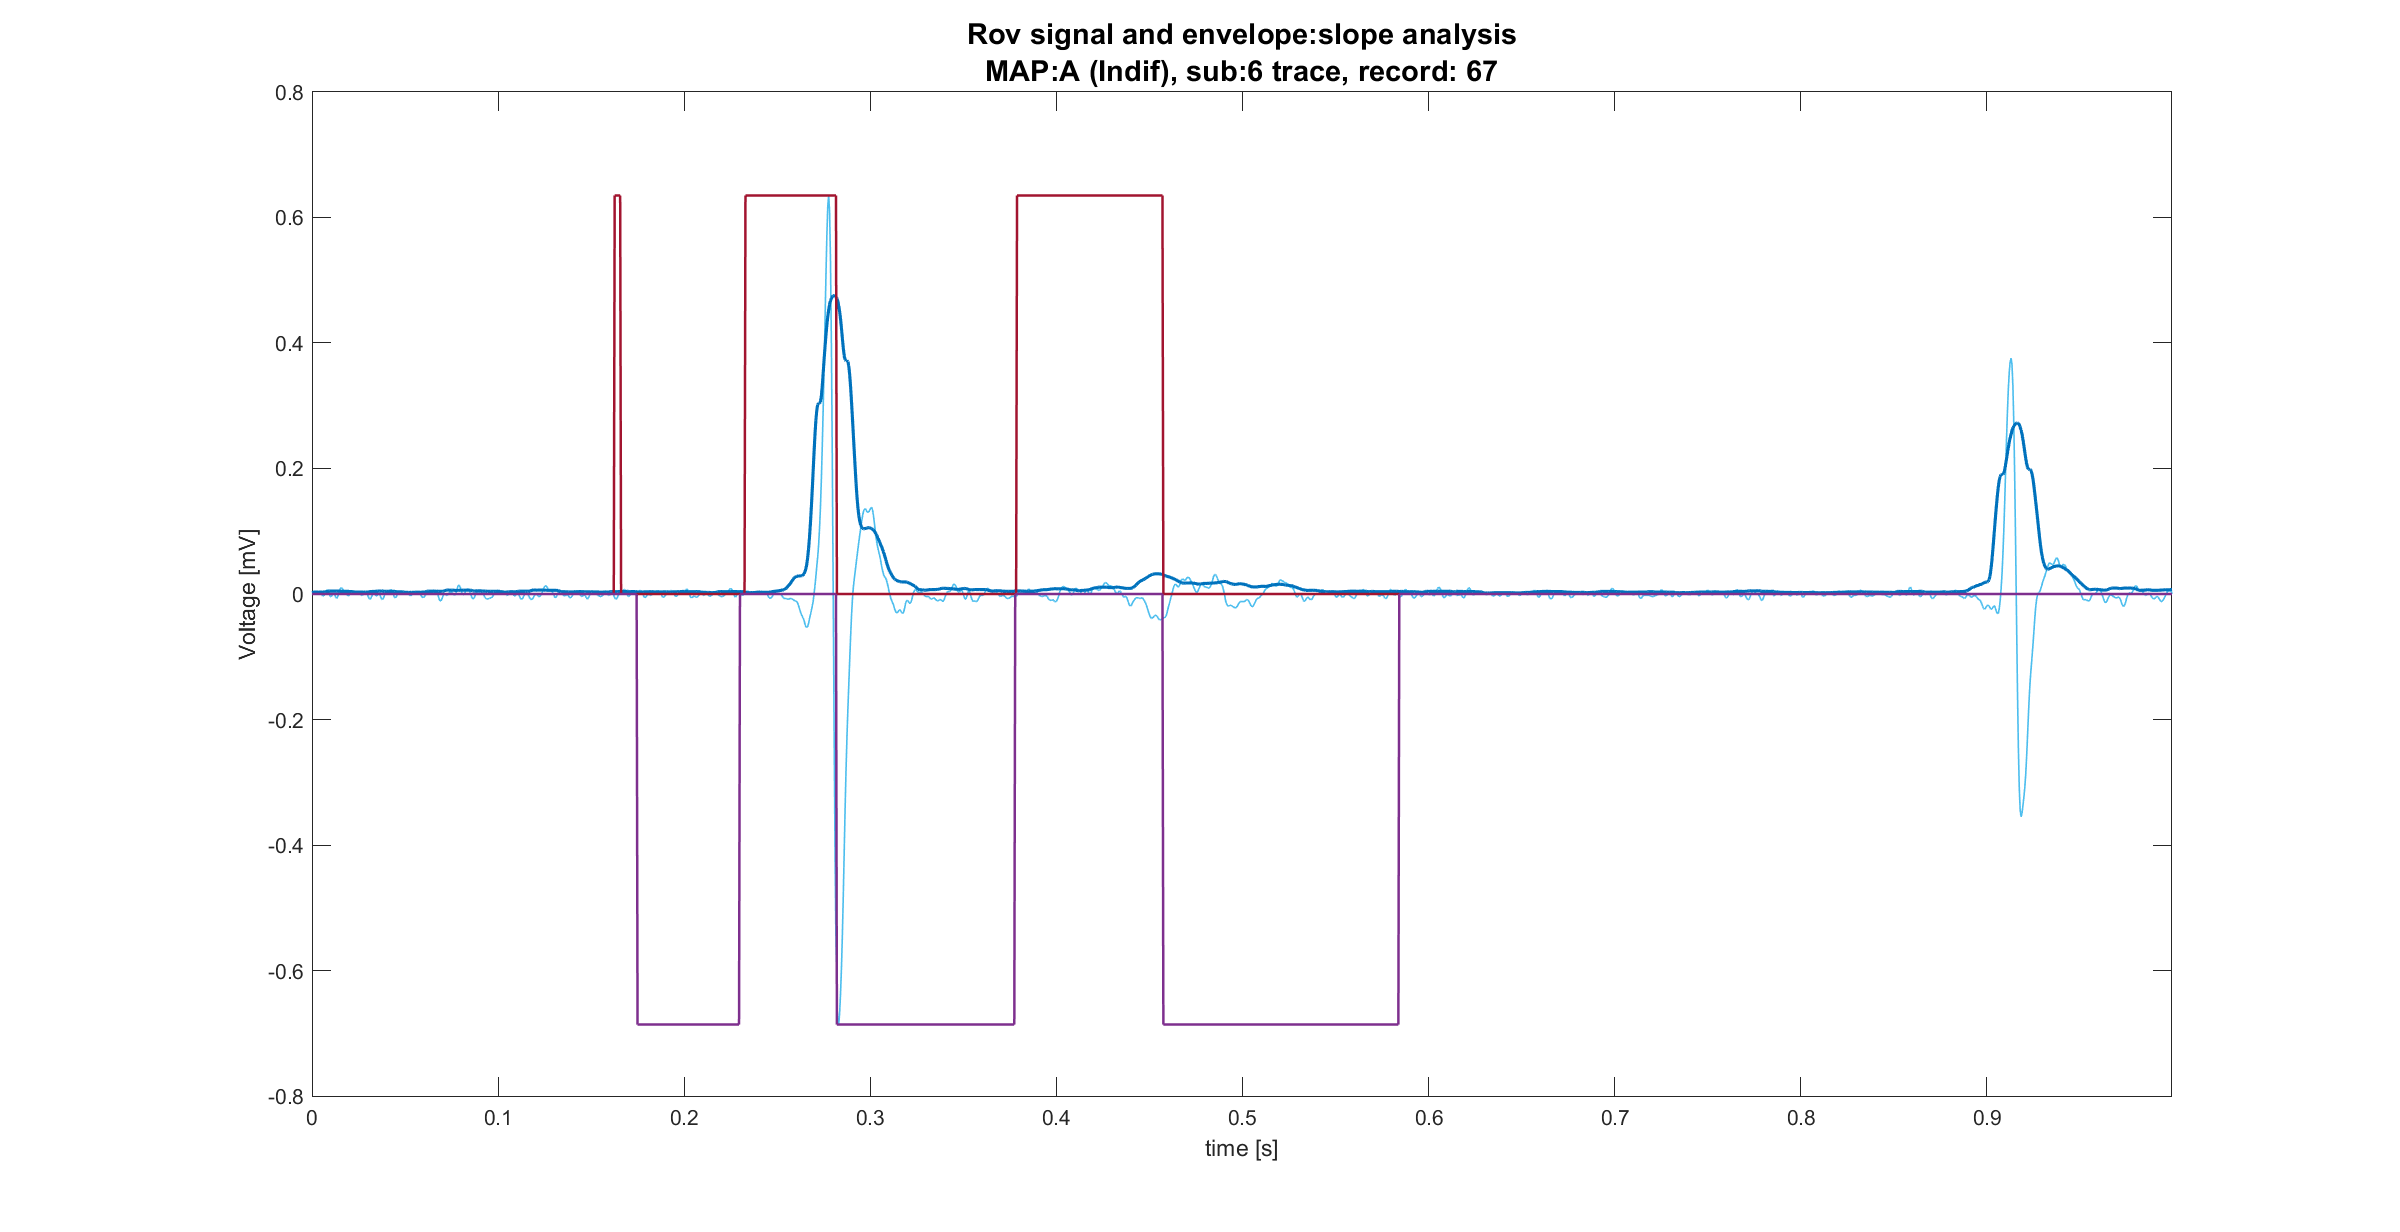 Rov signal and envelope:slope analysis
MAP:A (Indif), sub:6 trace, record: 67
0.8
0.6
0.4
0.2
0
-0.2
-0.4
-0.6
-0.8
Voltage [mV]
0 0.1 0.2 0.3 0.4 0.5 0.6 0.7 0.8 0.9
time [s]